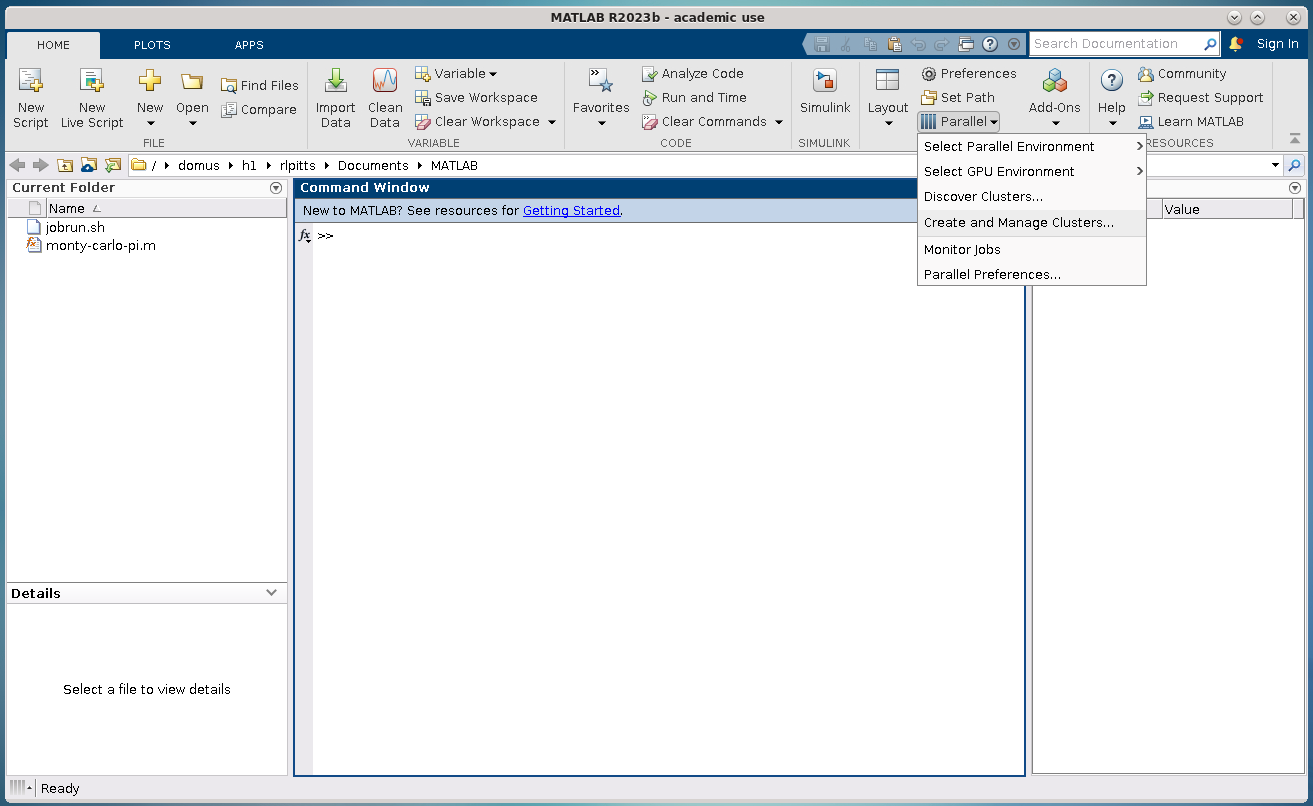 MATLAB R2023b - academic use
HOME PLOTS APPS
Search Documentation
Sign In
New Script
New Live Script
New
Open
Find Files
Compare
FILE
Import Data
Clean Data
Variable
Save Workspace
Clear Workspace
VARIABLE
Favorites
Analyze Code
Run and Time
Clear Commands
CODE
Simulink
SIMULINK
Layout
Preferences
Set Path
Parallel
Add-Ons
Help
Community
Request Support
Learn MATLAB
RESOURCES
Select Parallel Environment
Select GPU Environment
Discover Clusters...
Create and Manage Clusters...
Monitor Jobs
Parallel Preferences...
/ domus h1 rlpitts Documents MATLAB
Current Folder
Name
jobrun.sh
monty-carlo-pi.m
Details
Select a file to view details
Command Window
New to MATLAB? See resources for Getting Started.
fx >>
Value
Ready